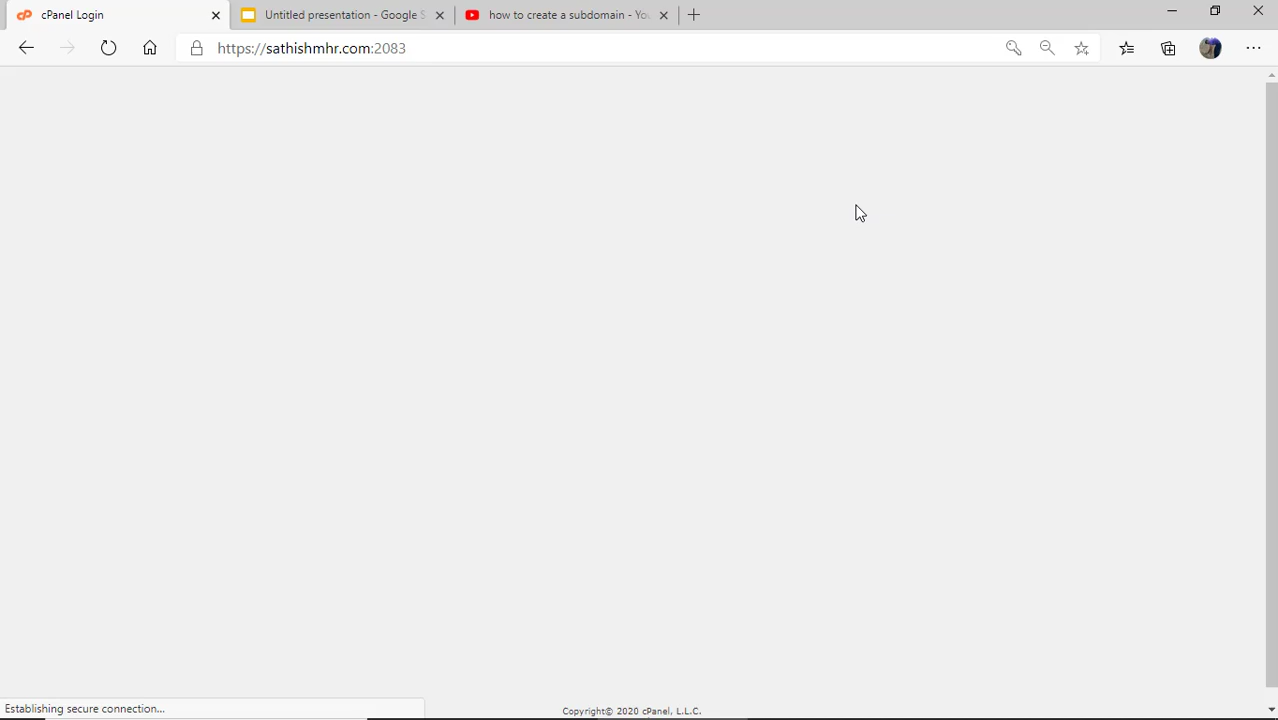 cPanel Login
Untitled presentation - Google S
how to create a subdomain - You
https://sathishmhr.com:2083
Establishing secure connection...
Copyright© 2020 cPanel, L.L.C.